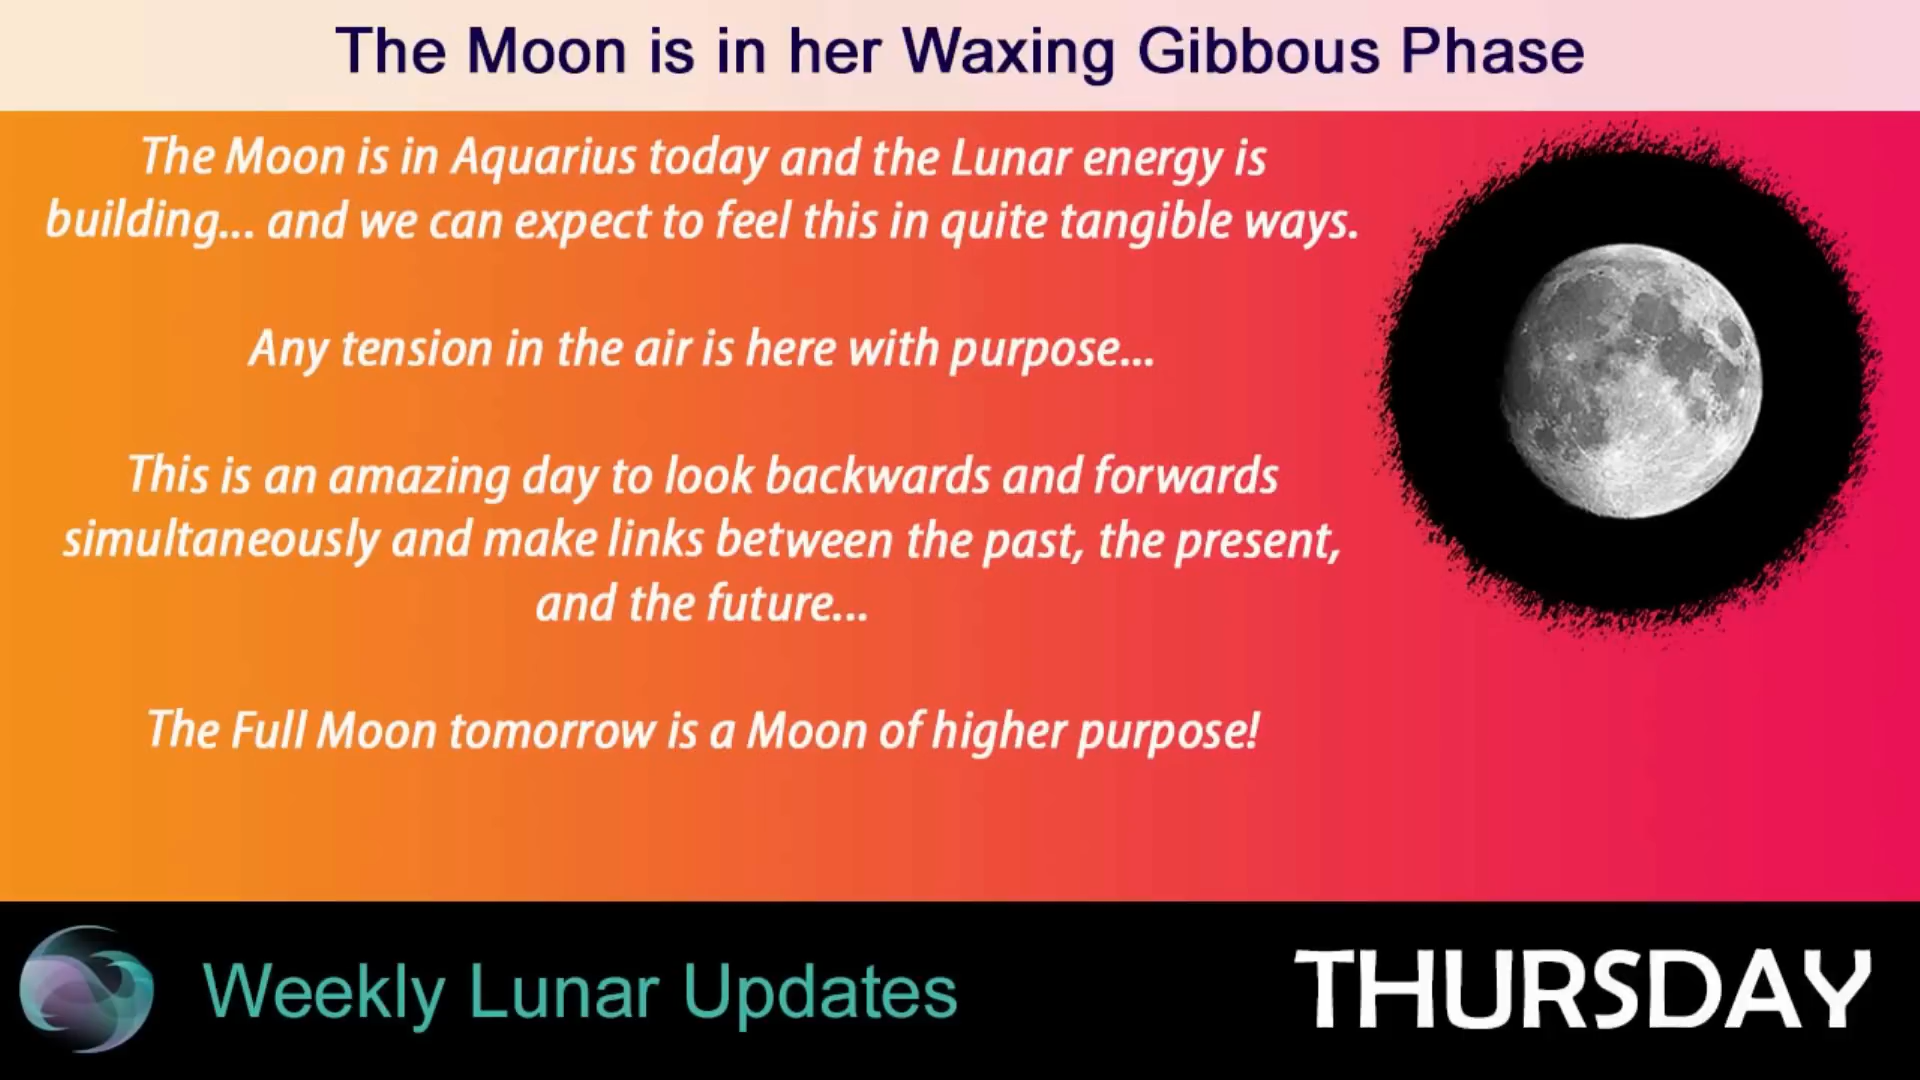 The Moon is in her Waxing Gibbous Phase
The Moon is in Aquarius today and the Lunar energy is
building... and we can expect to feel this in quite tangible ways.
Any tension in the air is here with purpose...
This is an amazing day to look backwards and forwards
simultaneously and make links between the past, the present,
and the future...
The Full Moon tomorrow is a Moon of higher purpose!
Weekly Lunar Updates
THURSDAY